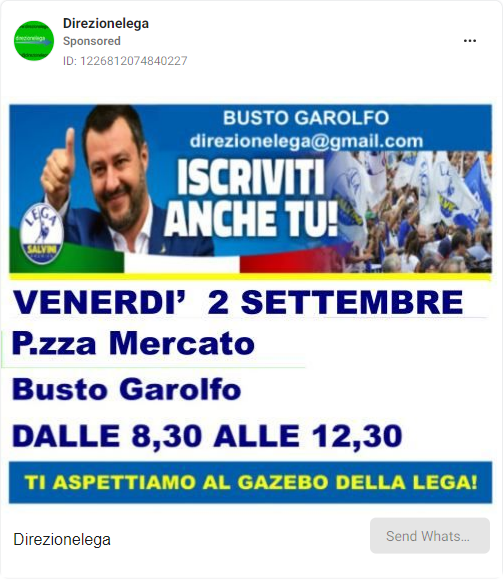 Direzionelega
Sponsored
ID: 1226812074840227
direzionelega
BUSTO GAROLFO
direzionelega@gmail.com
ISCRIVITI
ANCHE TU!
LEGA
SALVINI
VENERDI’ 2 SETTEMBRE
P.zza Mercato
Busto Garolfo
DALLE 8,30 ALLE 12,30
TI ASPETTIAMO AL GAZEBO DELLA LEGA!
Direzionelega
Send Whats...